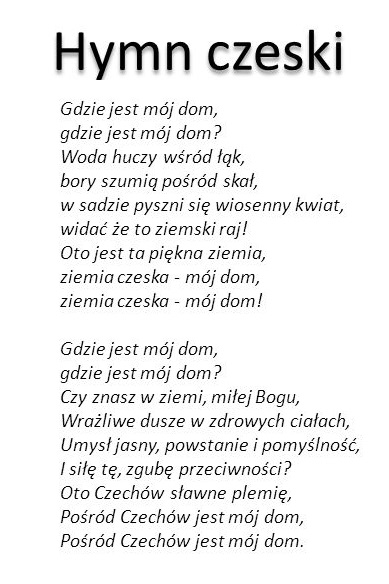 Hymn czeski
Gdzie jest mój dom,
gdzie jest mój dom?
Woda huczy wśród łąk,
bory szumią pośród skał,
w sadzie pyszni się wiosenny kwiat,
widać że to ziemski raj!
Oto jest ta piękna ziemia,
ziemia czeska - mój dom,
ziemia czeska - mój dom!
Gdzie jest mój dom,
gdzie jest mój dom?
Czy znasz w ziemi, miłej Bogu,
Wrażliwe dusze w zdrowych ciałach,
Umysł jasny, powstanie i pomyślność,
I siłę tę, zgubę przeciwności?
Oto Czechów sławne plemię,
Pośród Czechów jest mój dom,
Pośród Czechów jest mój dom.